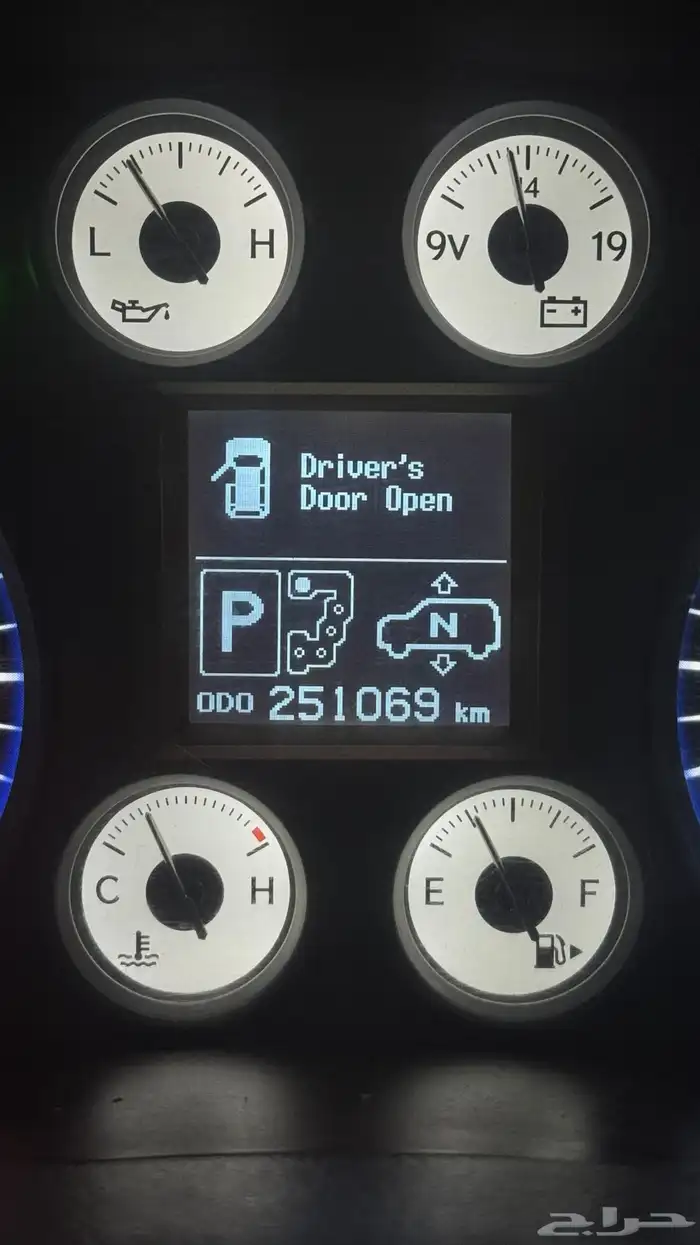 L H
9V 14 19
Driver's
Door Open
P N
ODO 251069 km
C H
E F
حراج